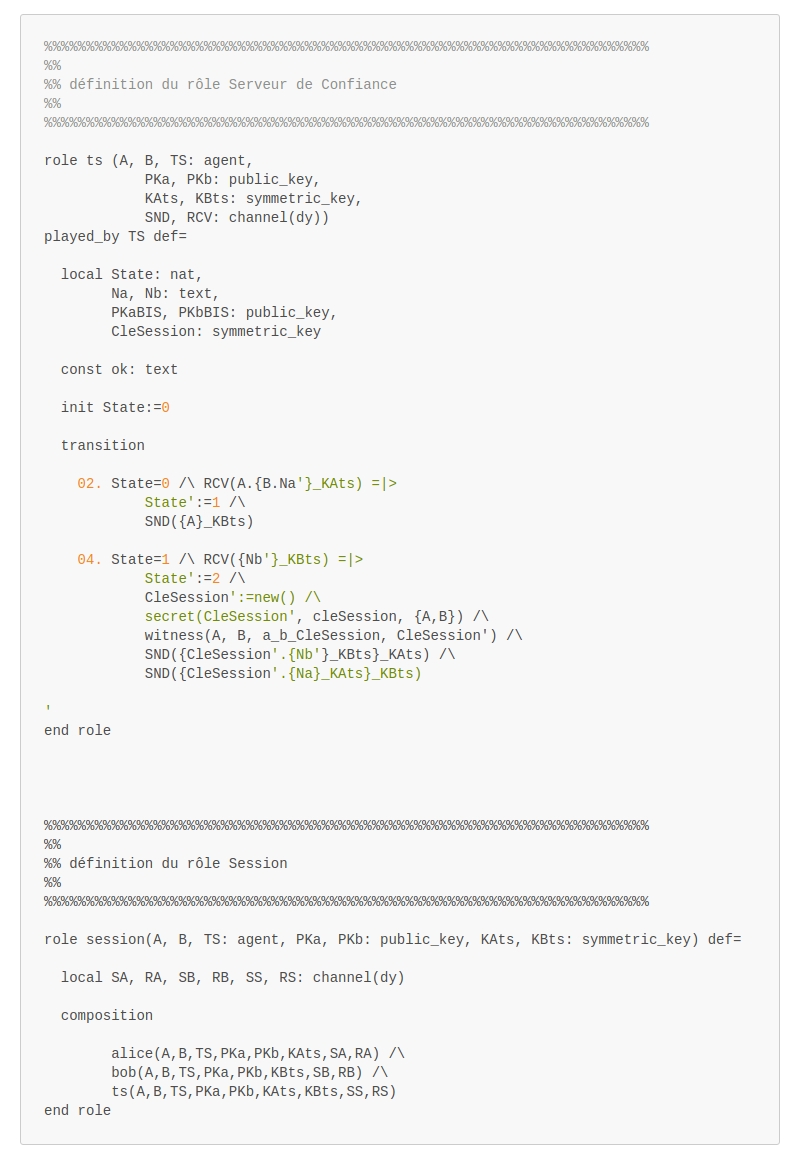 %%%%%%%%%%%%%%%%%%%%%%%%%%%%%%%%%%%%%%%%%%%%%%%%%%%%%%%%%%%%%%%%%%%%%%%%%%
%%
%% définition du rôle Serveur de Confiance
%%
%%%%%%%%%%%%%%%%%%%%%%%%%%%%%%%%%%%%%%%%%%%%%%%%%%%%%%%%%%%%%%%%%%%%%%%%%%
role ts (A, B, TS: agent,
PKa, PKb: public_key,
KAts, KBts: symmetric_key,
SND, RCV: channel(dy))
played_by TS def=
local State: nat,
Na, Nb: text,
PKaBIS, PKbBIS: public_key,
CleSession: symmetric_key
const ok: text
init State:=0
transition
02. State=0 /\ RCV(A.{B.Na'}_KAts) =|>
State':=1 /\
SND({A}_KBts)
04. State=1 /\ RCV({Nb'}_KBts) =|>
State':=2 /\
CleSession':=new() /\
secret(CleSession', cleSession, {A,B}) /\
witness(A, B, a_b_CleSession, CleSession') /\
SND({CleSession'.{Nb'}_KBts}_KAts) /\
SND({CleSession'.{Na}_KAts}_KBts)
'
end role
%%%%%%%%%%%%%%%%%%%%%%%%%%%%%%%%%%%%%%%%%%%%%%%%%%%%%%%%%%%%%%%%%%%%%%%%%%
%%
%% définition du rôle Session
%%
%%%%%%%%%%%%%%%%%%%%%%%%%%%%%%%%%%%%%%%%%%%%%%%%%%%%%%%%%%%%%%%%%%%%%%%%%%
role session(A, B, TS: agent, PKa, PKb: public_key, KAts, KBts: symmetric_key) def=
local SA, RA, SB, RB, SS, RS: channel(dy)
composition
alice(A,B,TS,PKa,PKb,KAts,SA,RA) /\
bob(A,B,TS,PKa,PKb,KBts,SB,RB) /\
ts(A,B,TS,PKa,PKb,KAts,KBts,SS,RS)
end role